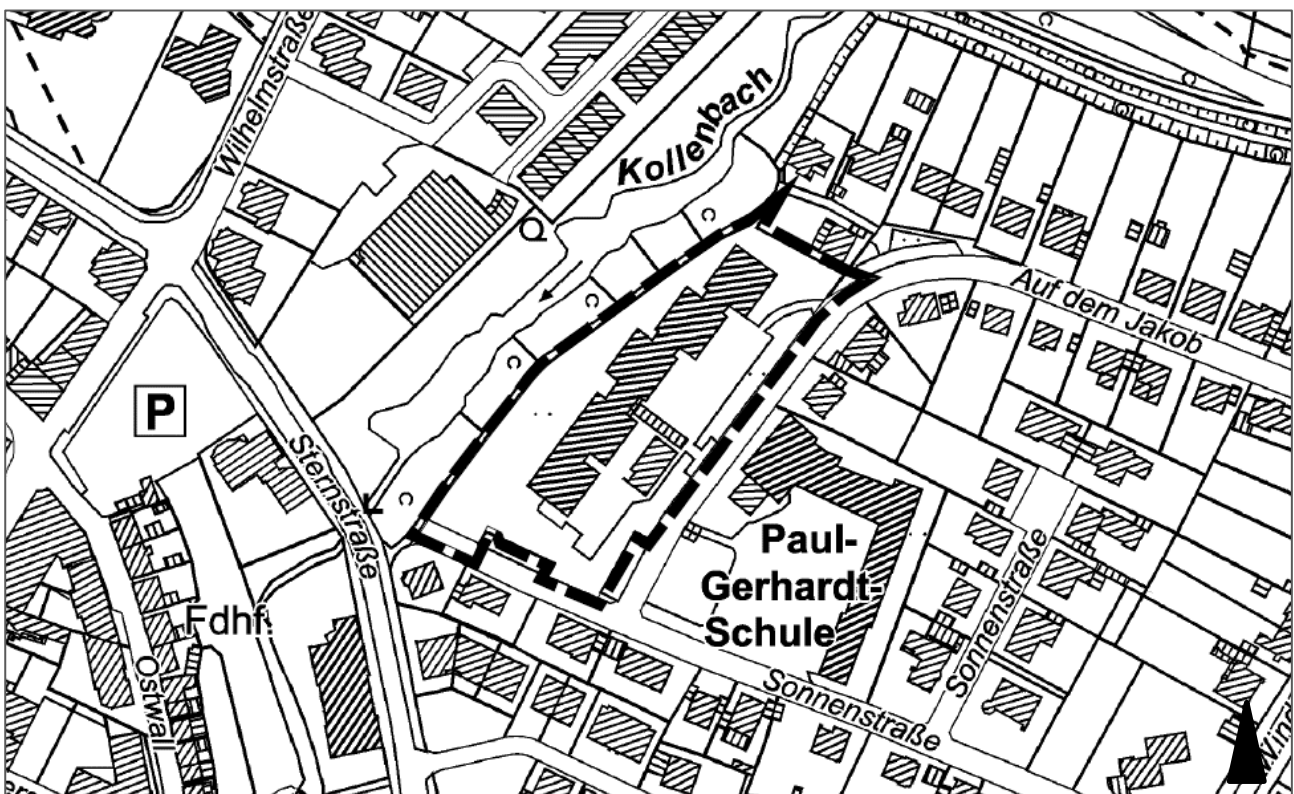 Wilhelmstraße
Kollenbach
Auf dem Jakob
P
Sternstraße
Paul-
Gerhardt-
Schule
Fdhf.
Ostwall
Sonnenstraße
Sonnenstraße